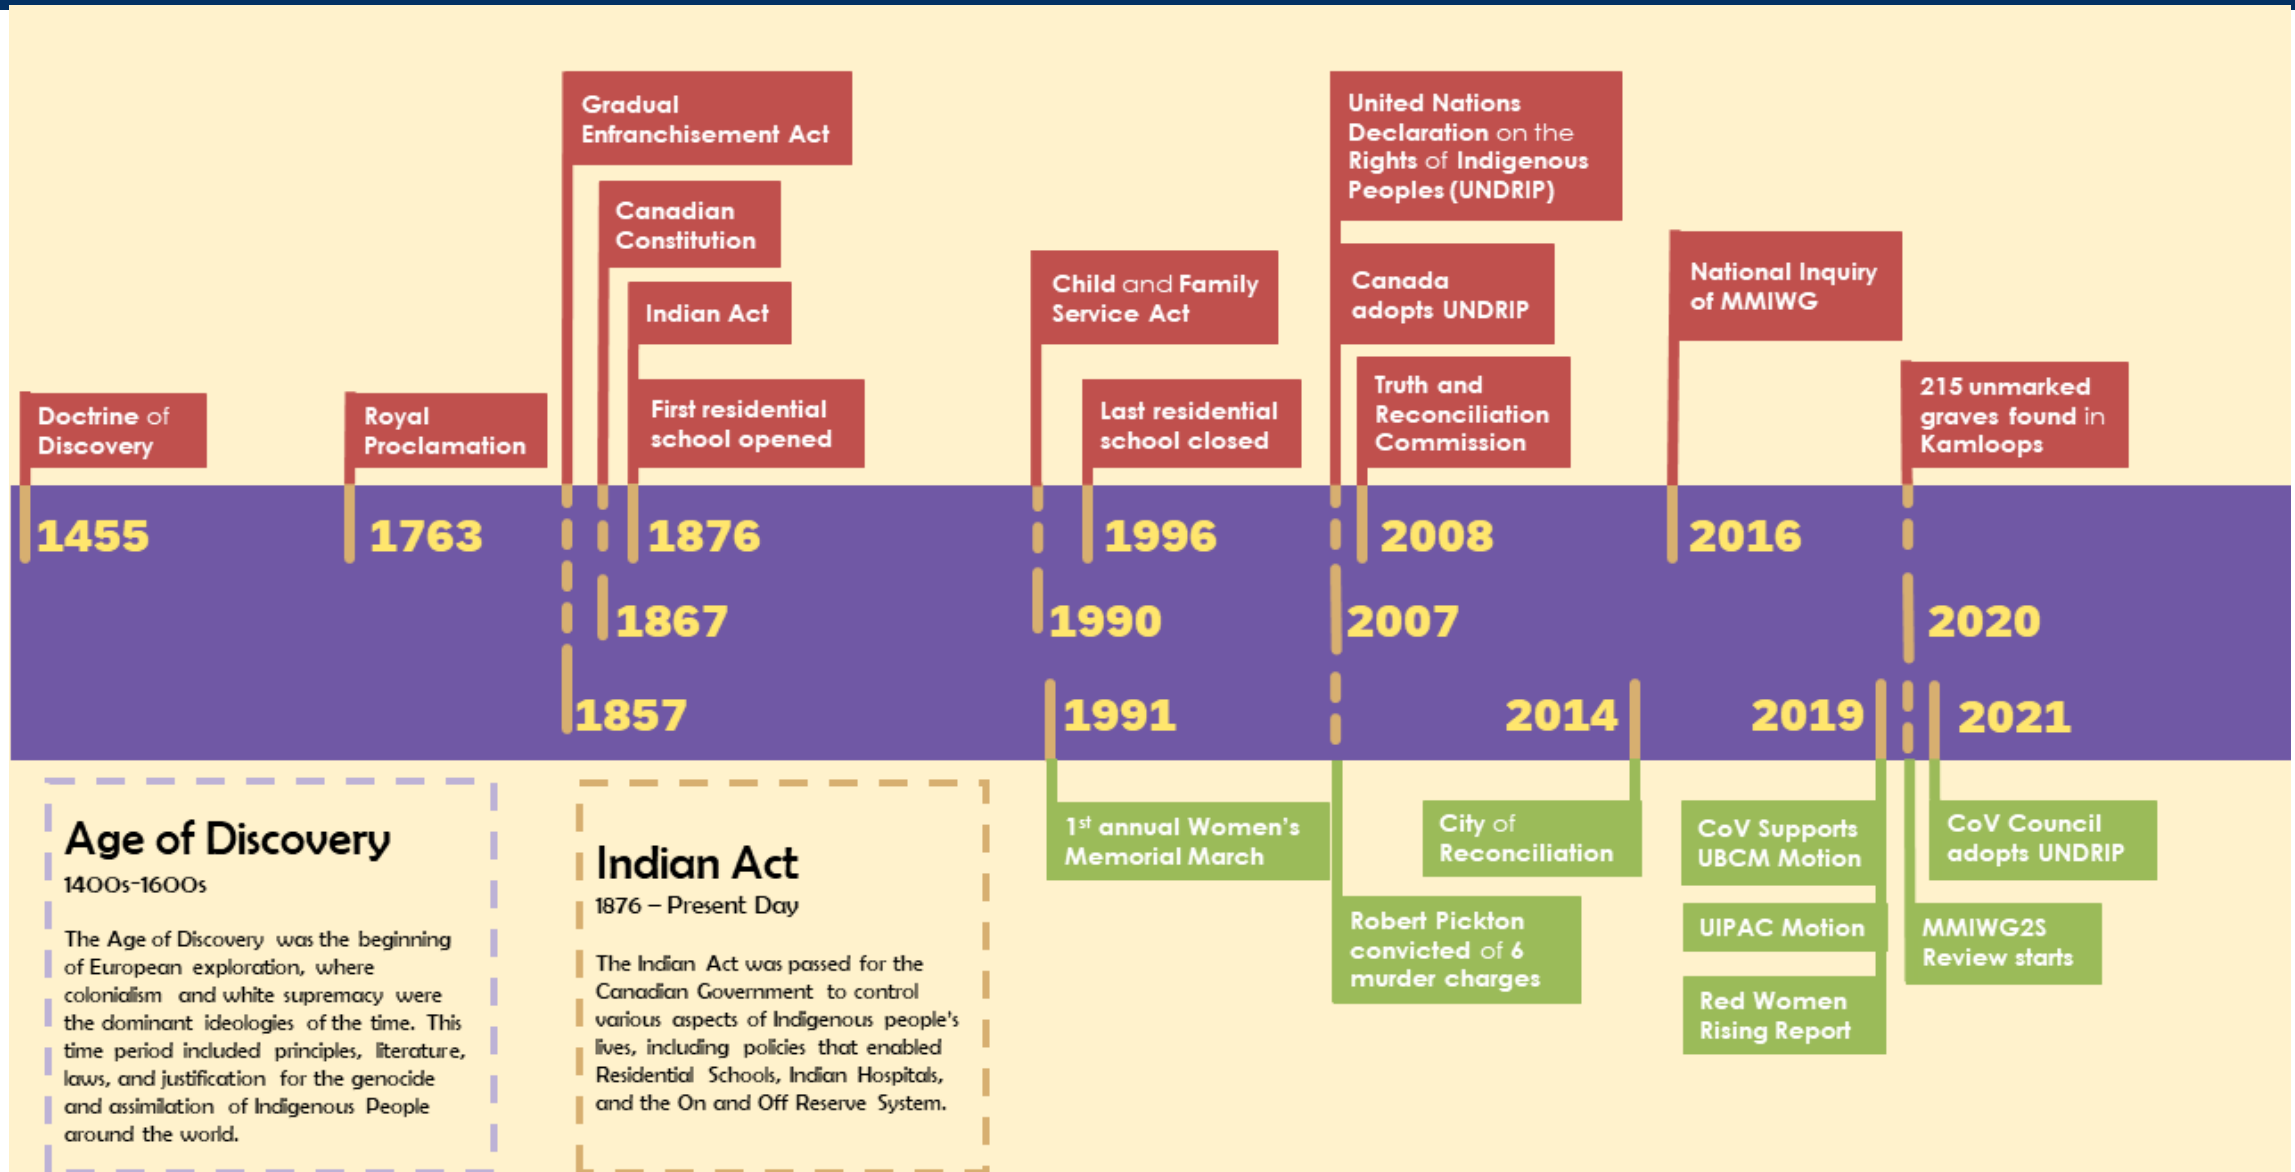 Gradual
Enfranchisement Act
Canadian
Constitution
Indian Act
Doctrine of
Discovery
Royal
Proclamation
First residential
school opened
Child and Family
Service Act
Last residential
school closed
United Nations
Declaration on the
Rights of Indigenous
Peoples (UNDRIP)
Canada
adopts UNDRIP
Truth and
Reconciliation
Commission
National Inquiry
of MMIWG
215 unmarked
graves found in
Kamloops
1455
1763
1876
1996
2008
2016
1867
1990
2007
2020
1857
1991
2014
2019
2021
Age of Discovery
1400s-1600s
The Age of Discovery was the beginning
of European exploration, where
colonialism and white supremacy were
the dominant ideologies of the time. This
time period included principles, literature,
laws, and justification for the genocide
and assimilation of Indigenous People
around the world.
Indian Act
1876 – Present Day
The Indian Act was passed for the
Canadian Government to control
various aspects of Indigenous people's
lives, including policies that enabled
Residential Schools, Indian Hospitals,
and the On and Off Reserve System.
1st annual Women's
Memorial March
Robert Pickton
convicted of 6
murder charges
City of
Reconciliation
CoV Supports
UBCM Motion
UIPAC Motion
Red Women
Rising Report
CoV Council
adopts UNDRIP
MMIWG2S
Review starts